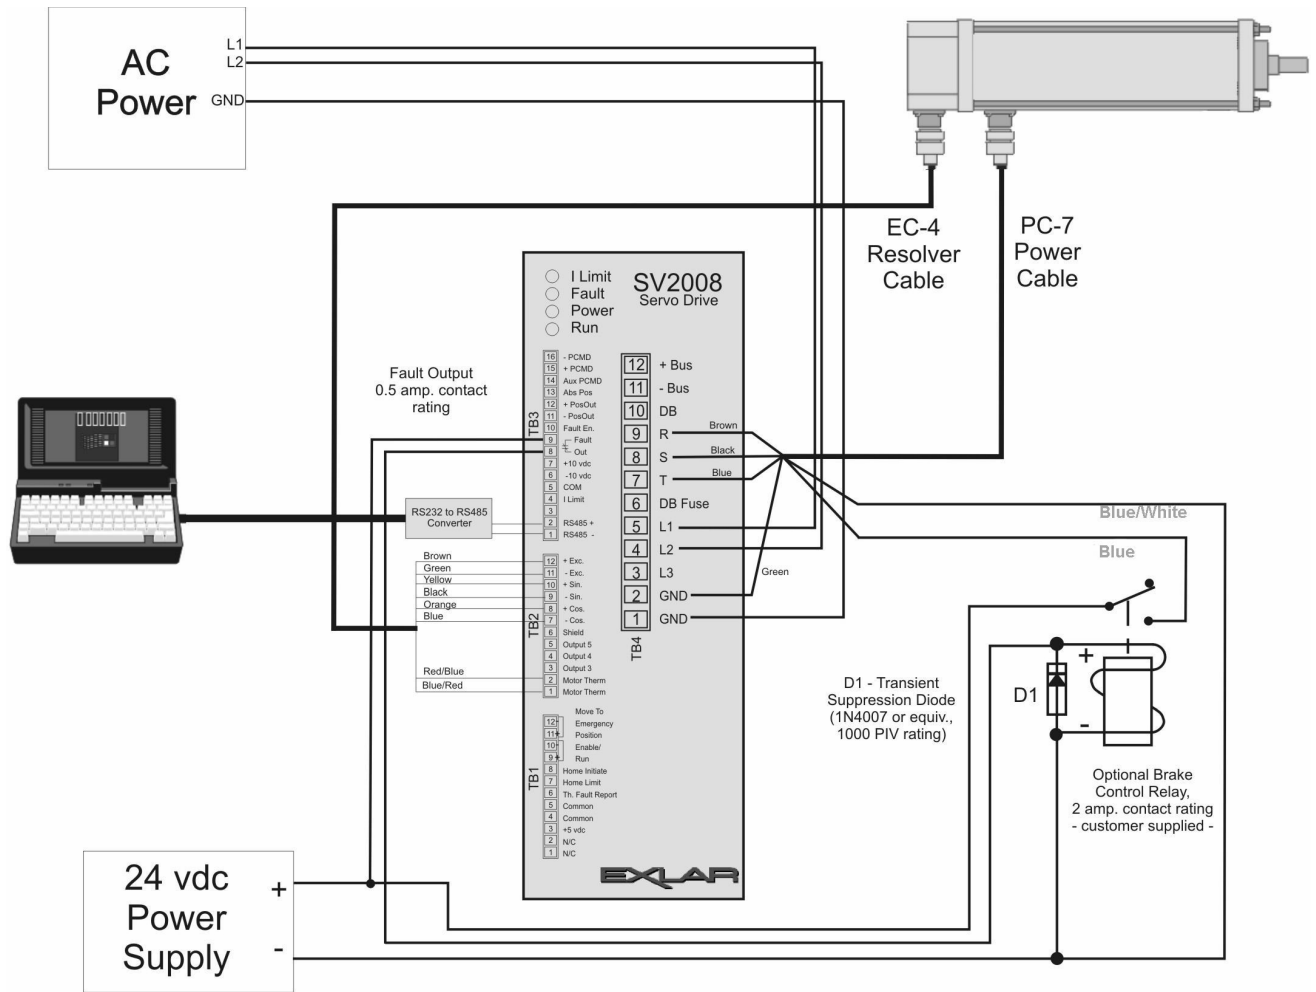 AC
Power
L1
L2
GND
EC-4
Resolver
Cable
PC-7
Power
Cable
I Limit
Fault
Power
Run
SV2008
Servo Drive
Fault Output
0.5 amp. contact
rating
TB3
16 - PCMD
15 + PCMD
14 Aux PCMD
13 Abs Pos
12 + PosOut
11 - PosOut
10 Fault En.
9 Fault
8 Out
7 +10 vdc
6 -10 vdc
5 COM
4 I Limit
3
2 RS485 +
1 RS485 -
12 + Bus
11 - Bus
10 DB
9 R
8 S
7 T
6 DB Fuse
5 L1
4 L2
3 L3
2 GND
1 GND
TB4
Brown
Black
Blue
Green
Blue/White
Blue
RS232 to RS485
Converter
Brown
Green
Yellow
Black
Orange
Blue
Red/Blue
Blue/Red
TB2
12 + Exc.
11 - Exc.
10 + Sin.
9 - Sin.
8 + Cos.
7 - Cos.
6 Shield
5 Output 5
4 Output 4
3 Output 3
2 Motor Therm
1 Motor Therm
TB1
Move To
12 - Emergency
11 + Position
10 - Enable/
9 + Run
8 Home Initiate
7 Home Limit
6 Th. Fault Report
5 Common
4 Common
3 +5 vdc
2 N/C
1 N/C
EXLAR
D1 - Transient
Suppression Diode
(1N4007 or equiv.,
1000 PIV rating)
D1
+
-
Optional Brake
Control Relay,
2 amp. contact rating
- customer supplied -
24 vdc
Power
Supply
+
-